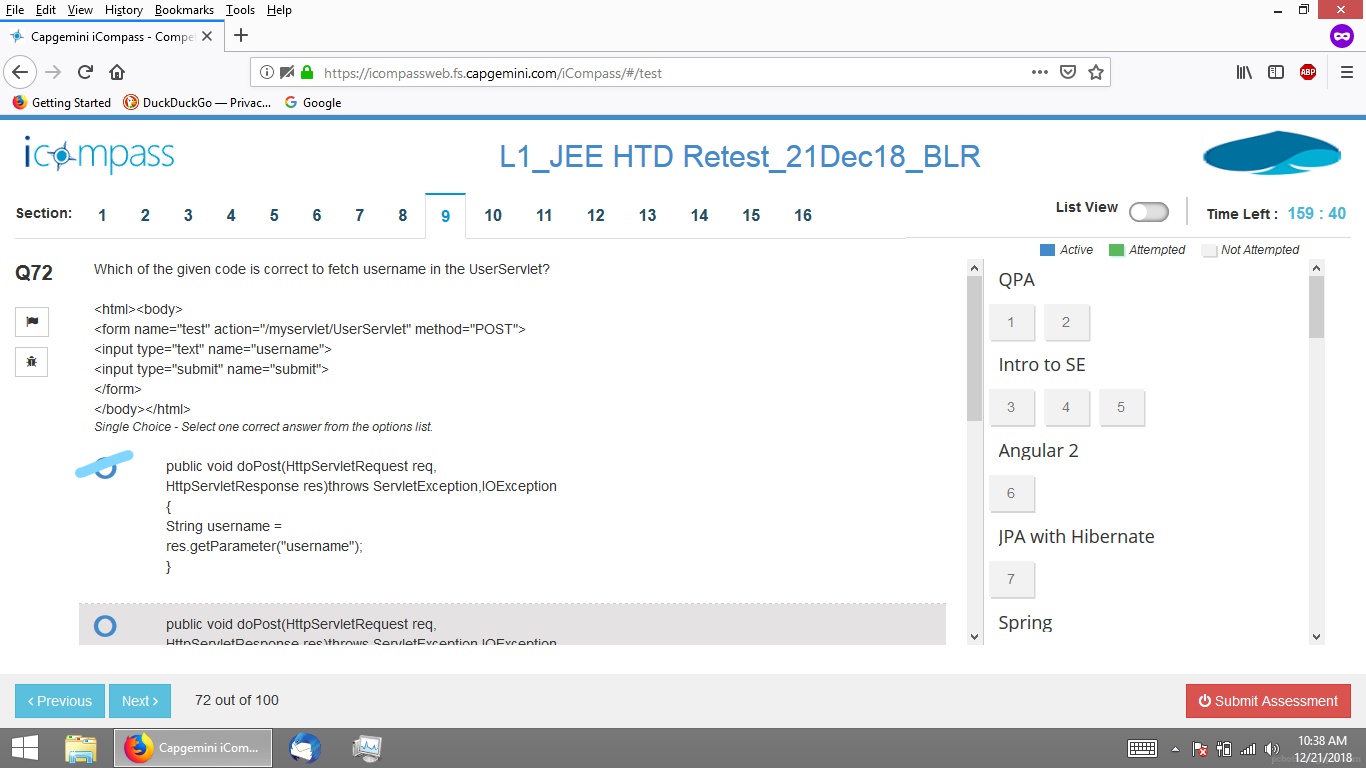 File Edit View History Bookmarks Tools Help
Capgemini iCompass - Compe
https://icompassweb.fs.capgemini.com/iCompass/#/test
ABP
Getting Started DuckDuckGo — Privac... Google
icompass
L1_JEE HTD Retest_21Dec18_BLR
Section: 1 2 3 4 5 6 7 8 9 10 11 12 13 14 15 16
List View
Time Left : 159 : 40
Active Attempted Not Attempted
Q72
Which of the given code is correct to fetch username in the UserServlet?
<html><body>
<form name="test" action="/myservlet/UserServlet" method="POST">
<input type="text" name="username">
<input type="submit" name="submit">
</form>
</body></html>
Single Choice - Select one correct answer from the options list.
public void doPost(HttpServletRequest req,
HttpServletResponse res)throws ServletException,IOException
{
String username =
res.getParameter("username");
}
public void doPost(HttpServletRequest req,
HttpServletResponse res)throws ServletException,IOException
QPA
1 2
Intro to SE
3 4 5
Angular 2
6
JPA with Hibernate
7
Spring
‹ Previous
Next ›
72 out of 100
Submit Assessment
Capgemini iCom...
10:38 AM
12/21/2018